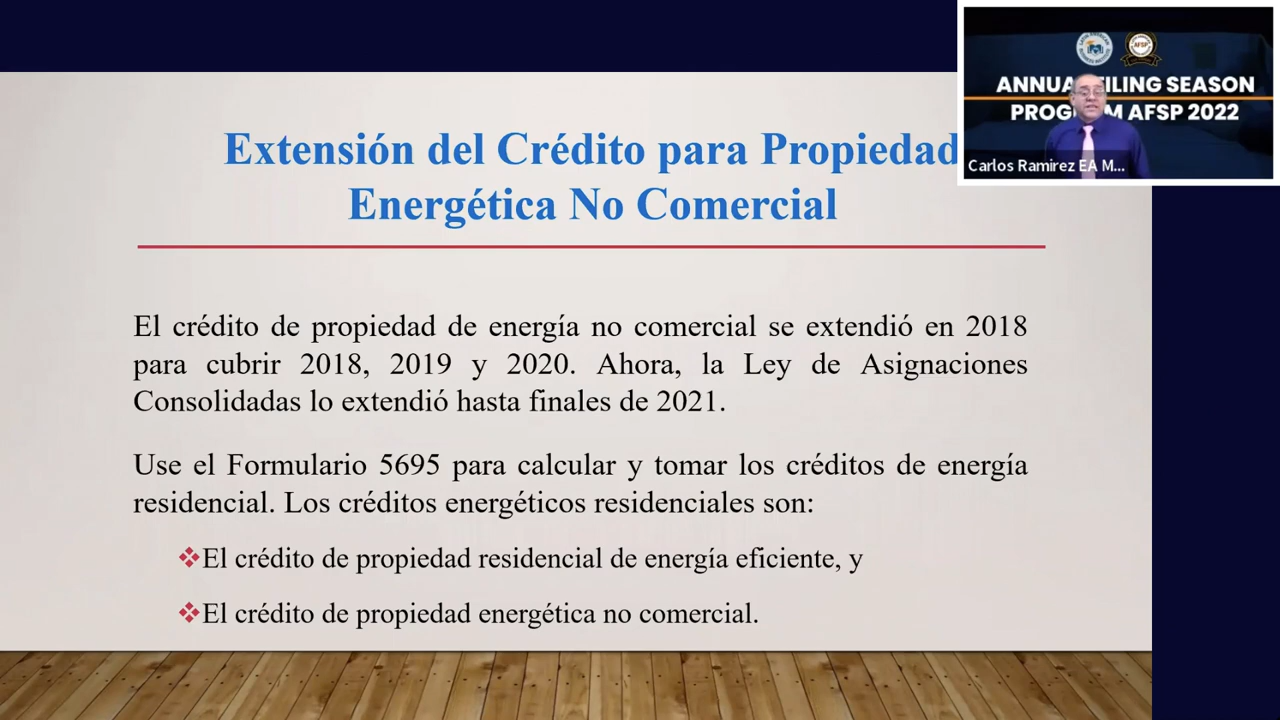 Extensión del Crédito para Propiedad
Energética No Comercial
El crédito de propiedad de energía no comercial se extendió en 2018
para cubrir 2018, 2019 y 2020. Ahora, la Ley de Asignaciones
Consolidadas lo extendió hasta finales de 2021.
Use el Formulario 5695 para calcular y tomar los créditos de energía
residencial. Los créditos energéticos residenciales son:
❖El crédito de propiedad residencial de energía eficiente, y
❖El crédito de propiedad energética no comercial.
AFSP
ANNUA ILING SEASON
PROG M AFSP 2022
Carlos Ramirez EA M...